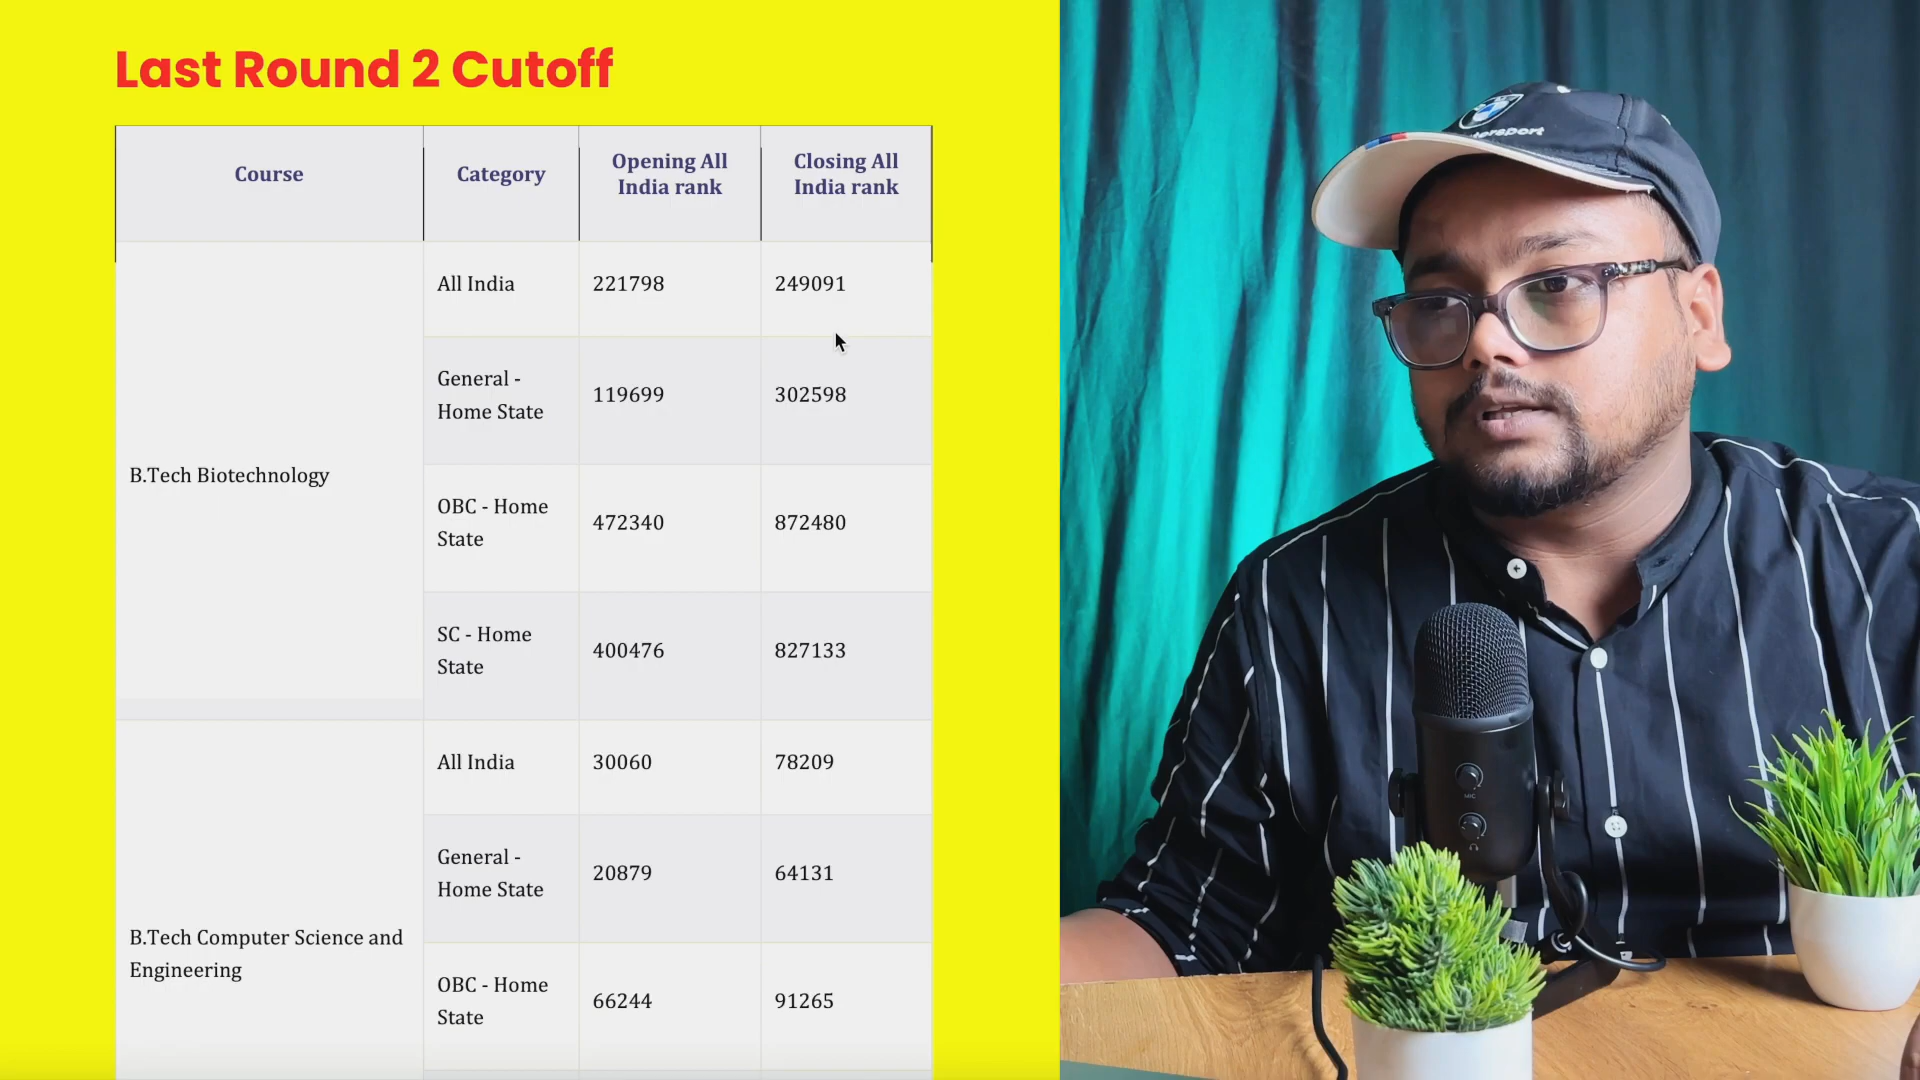 Last Round 2 Cutoff
Course
Category
Opening All
India rank
Closing All
India rank
B.Tech Biotechnology
All India
221798
249091
General -
Home State
119699
302598
OBC - Home
State
472340
872480
SC - Home
State
400476
827133
B.Tech Computer Science and
Engineering
All India
30060
78209
General -
Home State
20879
64131
OBC - Home
State
66244
91265